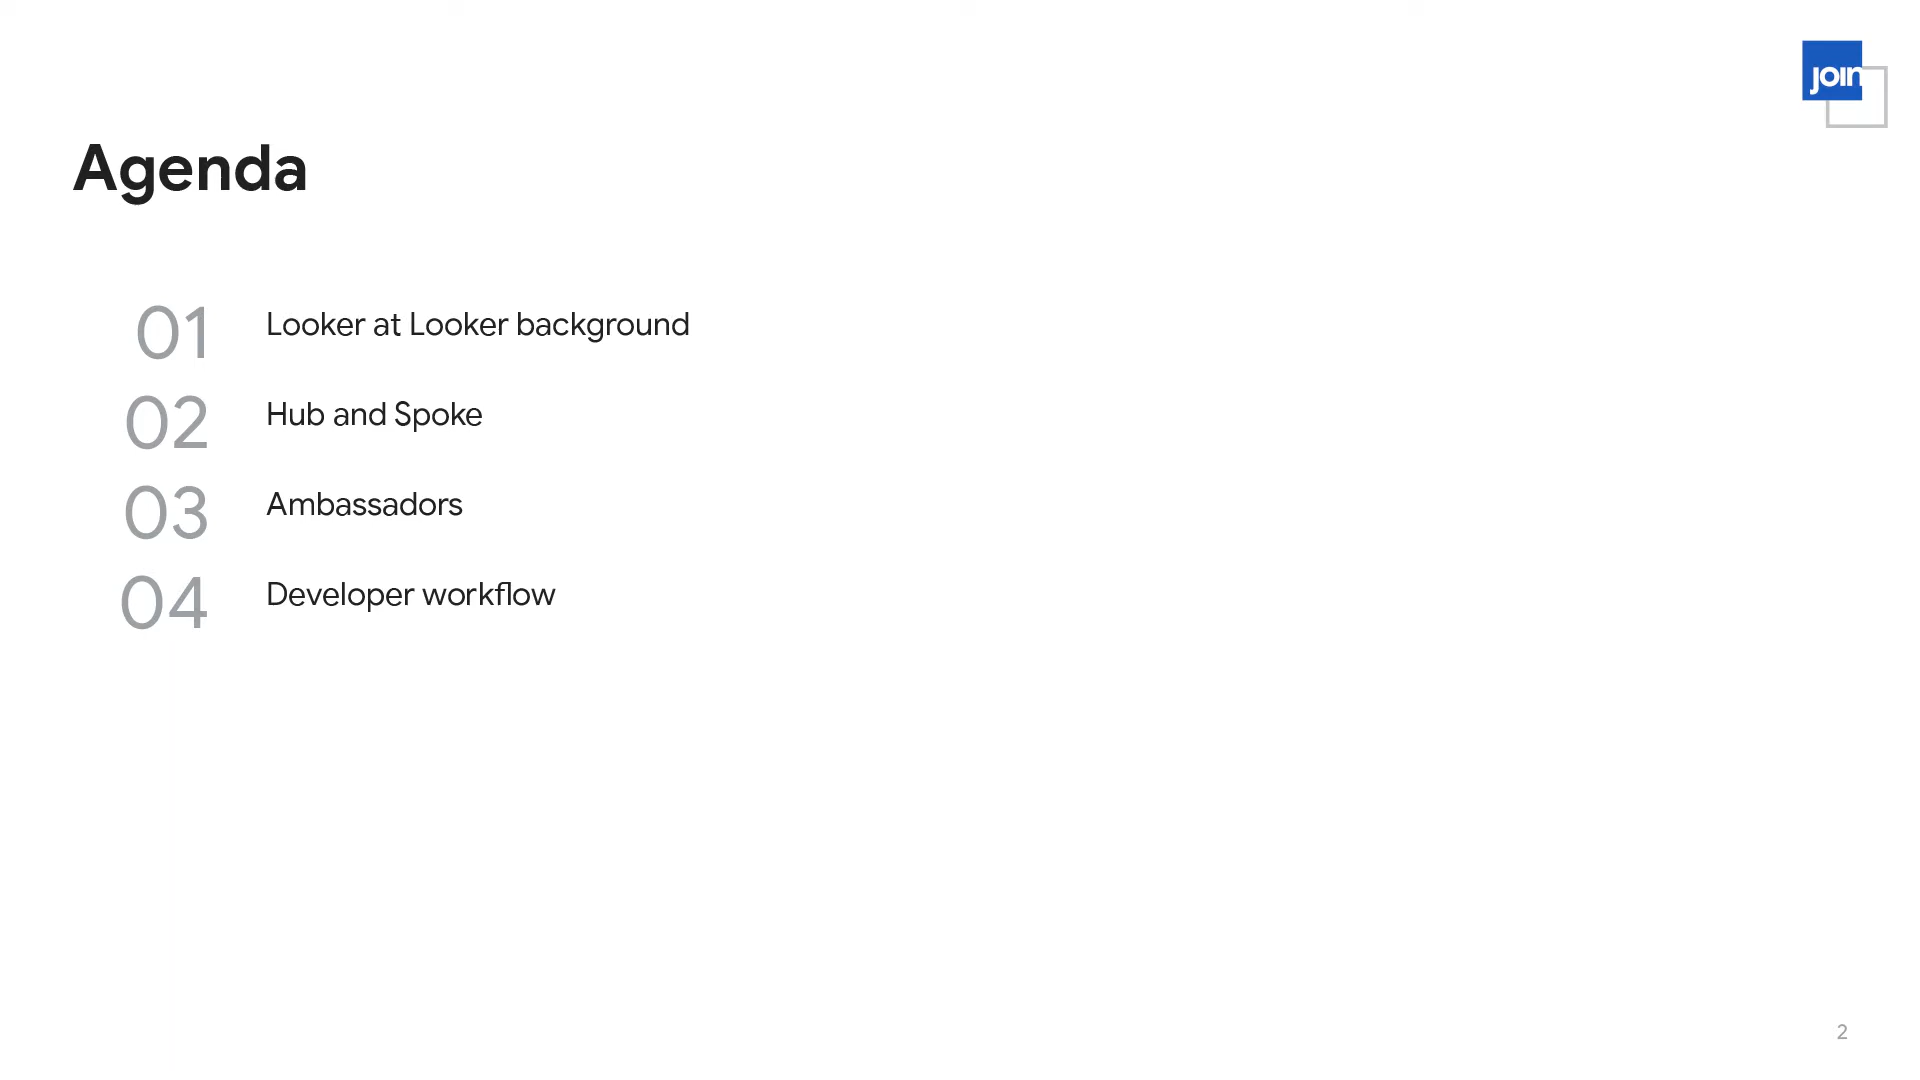 join
Agenda
01 Looker at Looker background
02 Hub and Spoke
03 Ambassadors
04 Developer workflow
2